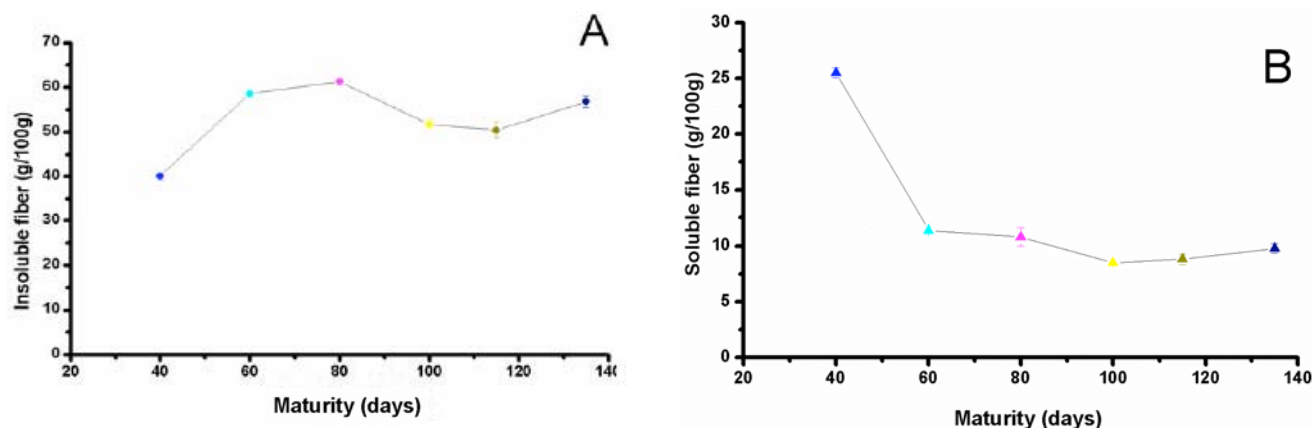 A
Insoluble fiber (g/100g)
70
60
50
40
30
20
10
0
20 40 60 80 100 120 140
Maturity (days)
B
Soluble fiber (g/100g)
30
25
20
15
10
5
0
20 40 60 80 100 120 140
Maturity (days)